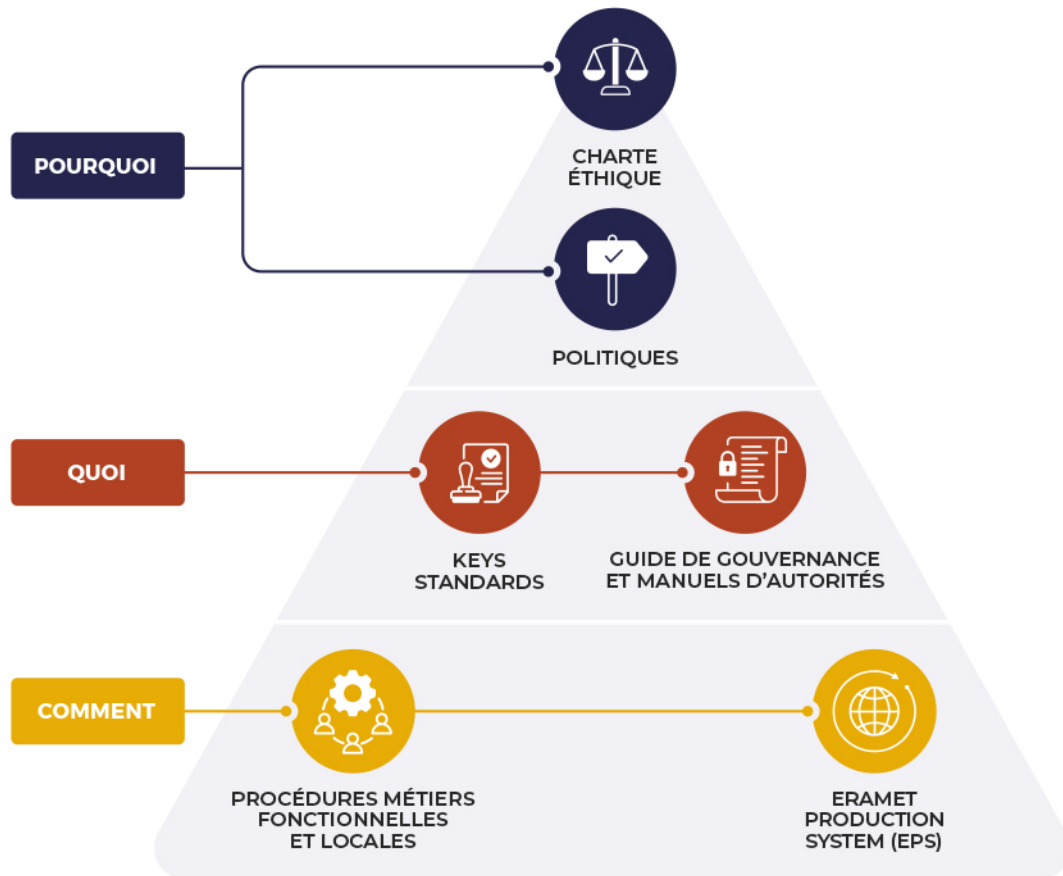 POURQUOI
CHARTE
ÉTHIQUE
POLITIQUES
QUOI
KEYS
STANDARDS
GUIDE DE GOUVERNANCE
ET MANUELS D’AUTORITÉS
COMMENT
PROCÉDURES MÉTIERS
FONCTIONNELLES
ET LOCALES
ERAMET
PRODUCTION
SYSTEM (EPS)